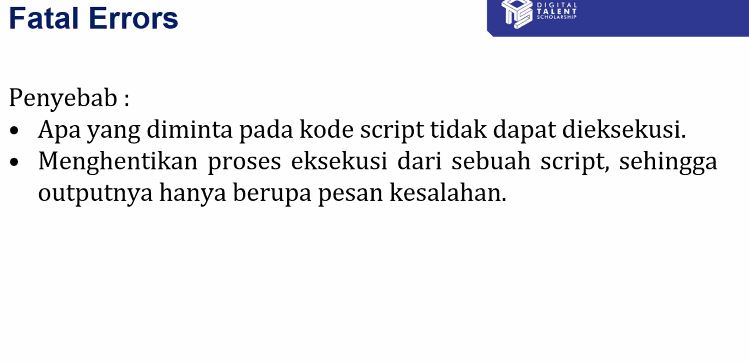 Fatal Errors
DIGITAL
TALENT
SCHOLARSHIP
Penyebab :
• Apa yang diminta pada kode script tidak dapat dieksekusi.
• Menghentikan proses eksekusi dari sebuah script, sehingga
outputnya hanya berupa pesan kesalahan.